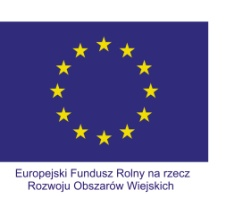 Europejski Fundusz Rolny na rzecz
Rozwoju Obszarów Wiejskich